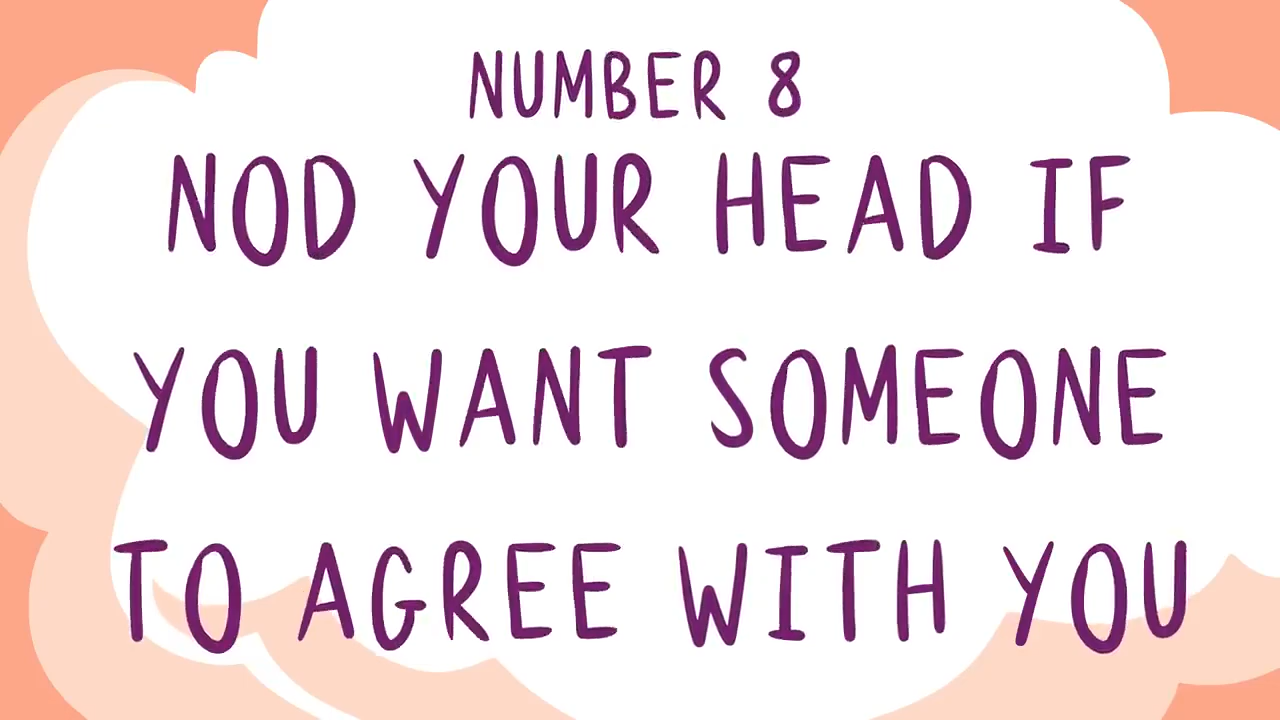 NUMBER 8
NOD YOUR HEAD IF
YOU WANT SOMEONE
TO AGREE WITH YOU